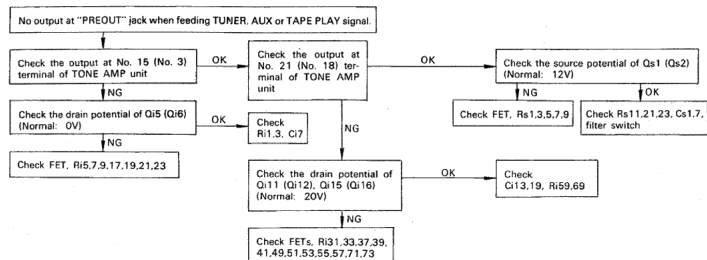 No output at "PREOUT" jack when feeding TUNER, AUX or TAPE PLAY signal.
Check the output at No. 15 (No. 3) terminal of TONE AMP unit
OK
Check the output at No. 21 (No. 18) ter-
minal of TONE AMP unit
OK
Check the source potential of Qs1 (Qs2)
(Normal: 12V)
NG
Check the drain potential of Qi5 (Qi6)
(Normal: 0V)
OK
Check
Ri1,3, Ci7
NG
Check FET, Ri5,7,9,17,19,21,23
NG
Check FET, Rs1,3,5,7,9
OK
Check Rs11,21,23, Cs1,7,
filter switch
NG
Check the drain potential of
Qi11 (Qi12), Qi15 (Qi16)
(Normal: 20V)
OK
Check
Ci13,19, Ri59,69
NG
Check FETs, Ri31,33.37,39,
41,49,51,53,55,57,71,73